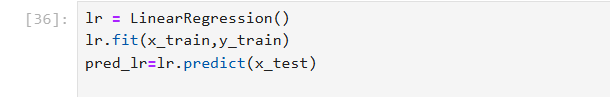 [36]: lr = LinearRegression()
lr.fit(x_train,y_train)
pred_lr=lr.predict(x_test)